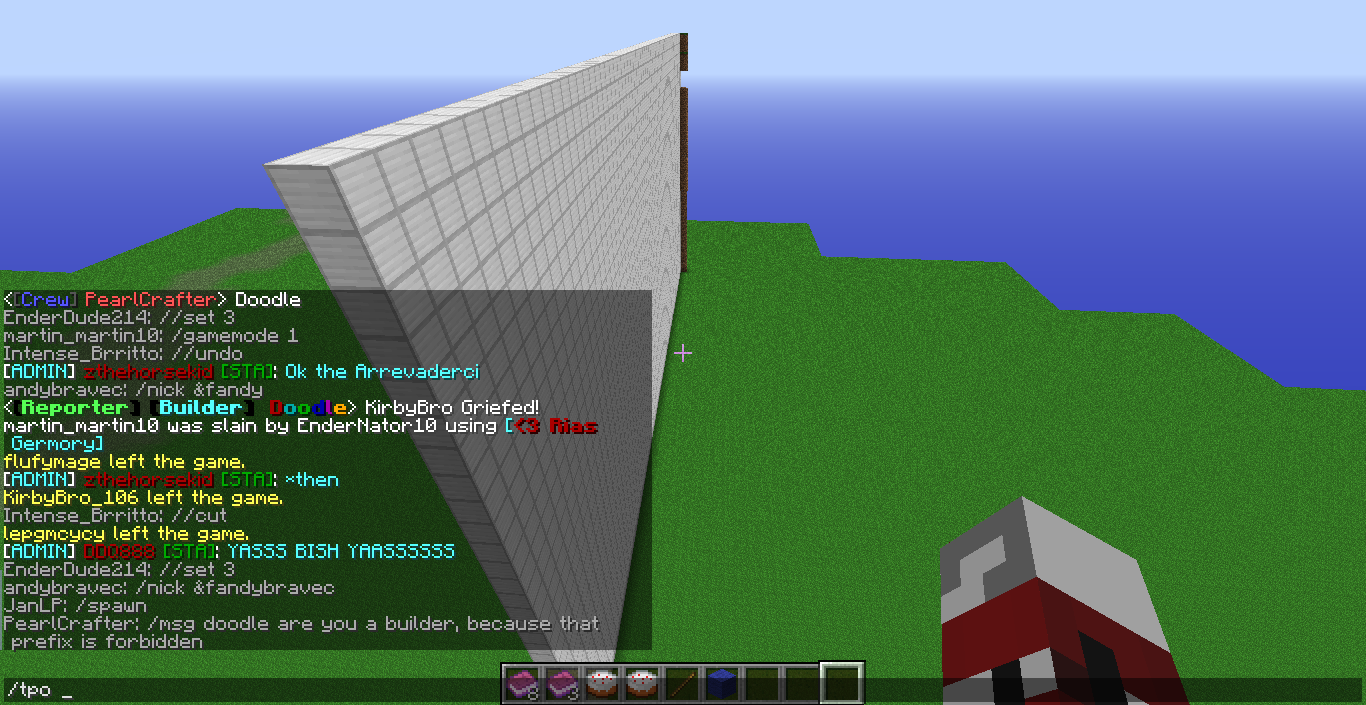 <[Crew] PearlCrafter> Doodle
EnderDude214: //set 3
martin_martin10: /gamemode 1
Intense_Brritto: //undo
[ADMIN] zthehorsekid [STA]: Ok the Arrevaderci
andybravec: /nick &fandy
<[Reporter] [Builder] Doodle> KirbyBro Griefed!
martin_martin10 was slain by EnderNator10 using [<3 Rias
Germory]
flufymage left the game.
[ADMIN] zthehorsekid [STA]: *then
KirbyBro_106 left the game.
Intense_Brritto: //cut
lepgmcycy left the game.
[ADMIN] DDQ888 [STA]: YASSS BISH YAASSSSSS
EnderDude214: //set 3
andybravec: /nick &fandybravec
JanLP: /spawn
PearlCrafter: /msg doodle are you a builder, because that
prefix is forbidden
8 3
/tpo _